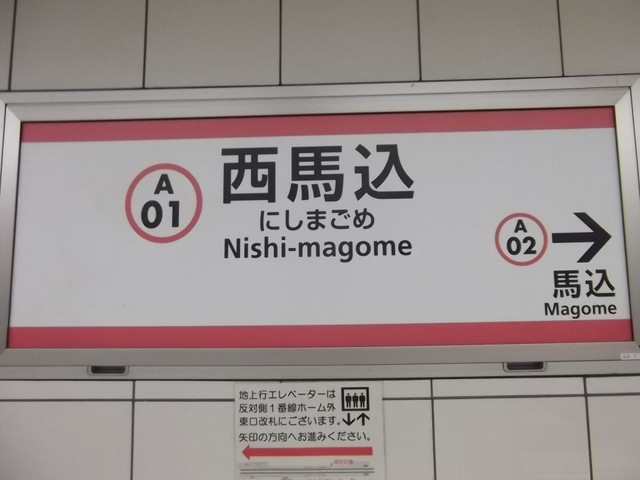 A
01
西馬込
にしまごめ
Nishi-magome
A
02
馬込
Magome
地上行エレベーターは
反対側1番線ホーム外
東口改札にございます。
矢印の方向へお進みください。